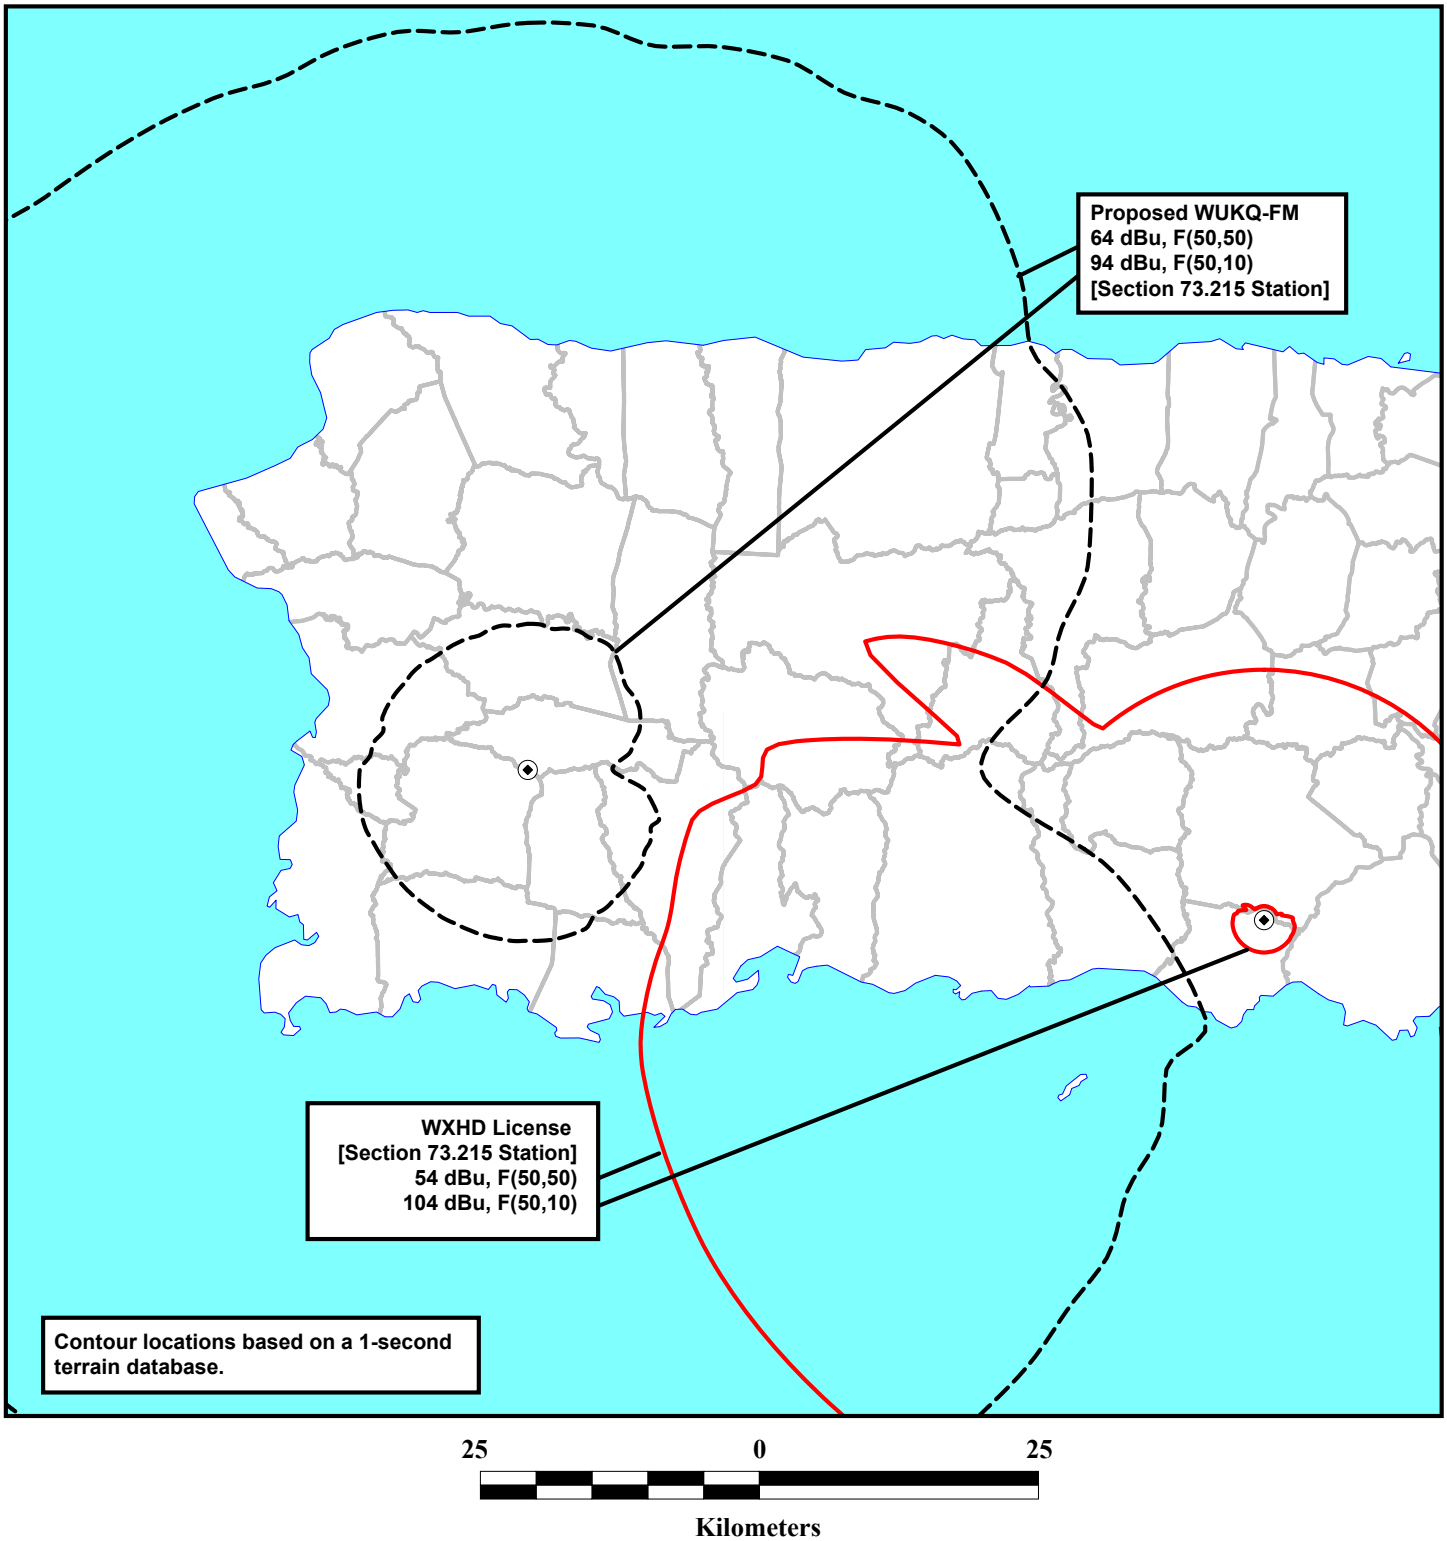 Proposed WUKQ-FM
64 dBu, F(50,50)
94 dBu, F(50,10)
[Section 73.215 Station]
WXHD License
[Section 73.215 Station]
54 dBu, F(50,50)
104 dBu, F(50,10)
Contour locations based on a 1-second
terrain database.
25 0 25
Kilometers